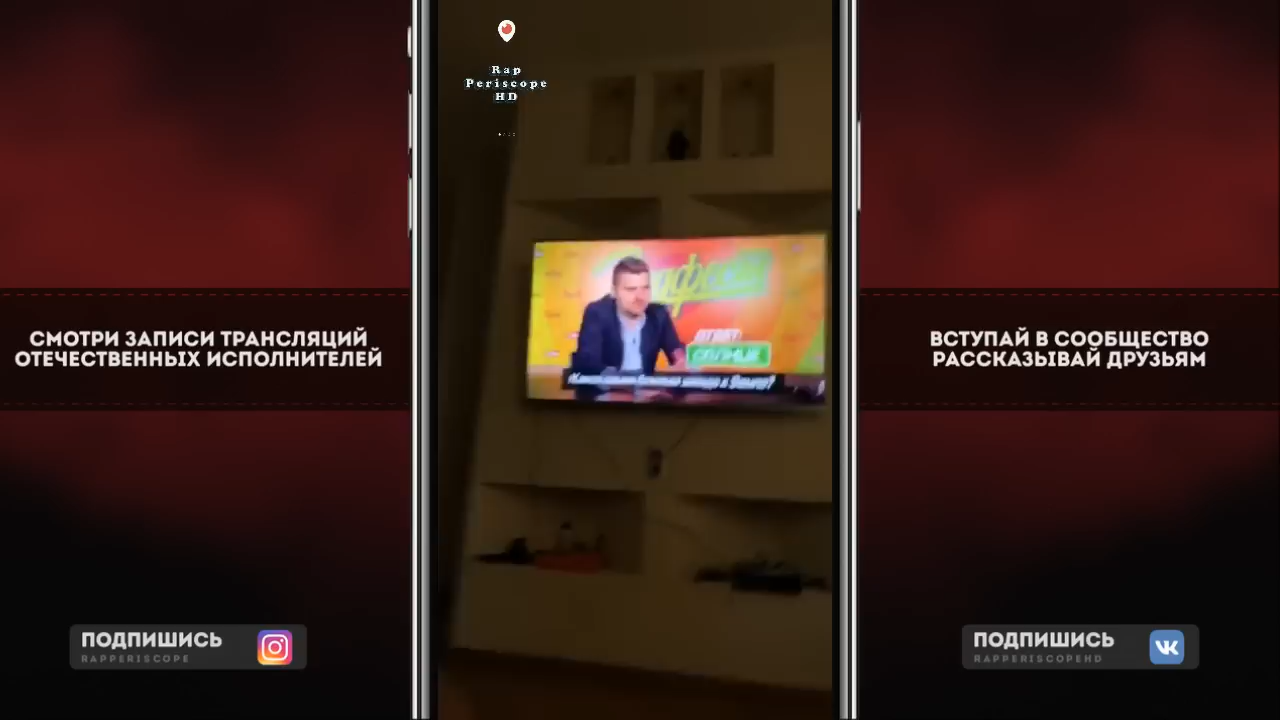 Rap
Periscope
HD
СМОТРИ ЗАПИСИ ТРАНСЛЯЦИЙ
ОТЕЧЕСТВЕННЫХ ИСПОЛНИТЕЛЕЙ
ВСТУПАЙ В СООБЩЕСТВО
РАССКАЗЫВАЙ ДРУЗЬЯМ
ПОДПИШИСЬ
RAPPERISCOPE
ПОДПИШИСЬ
RAPPERISCOPEHD